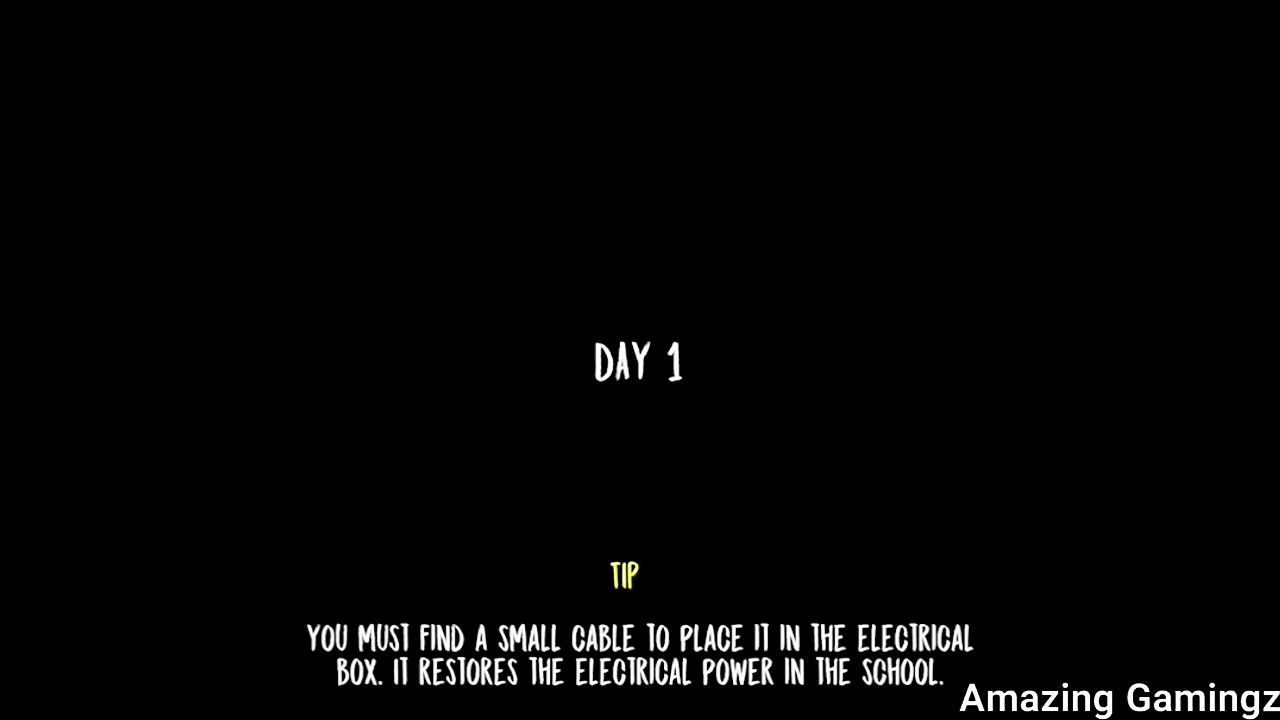 DAY 1
TIP
YOU MUST FIND A SMALL CABLE TO PLACE IT IN THE ELECTRICAL
BOX. IT RESTORES THE ELECTRICAL POWER IN THE SCHOOL.
Amazing Gamingz